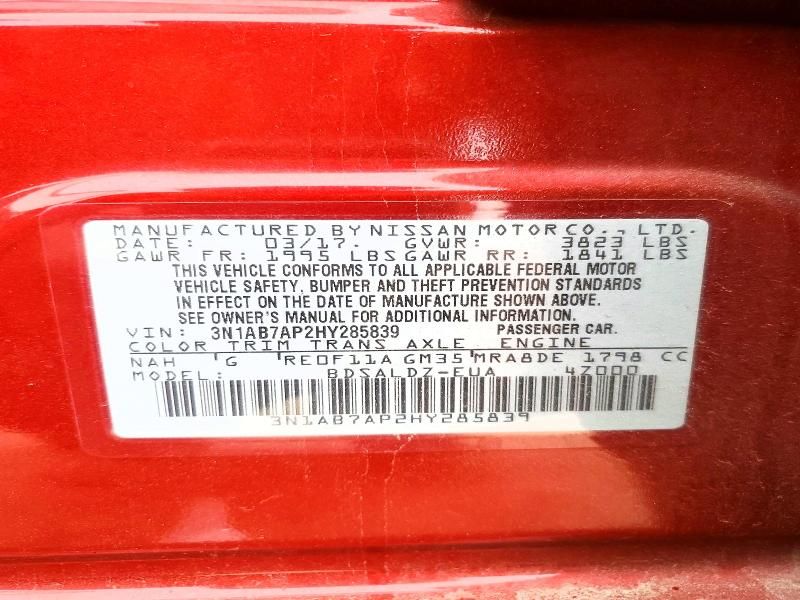 MANUFACTURED BY NISSAN MOTOR CO., LTD.
DATE: 03/17. GVWR: 3823 LBS
GAWR FR: 1995 LBS GAWR RR: 1841 LBS
THIS VEHICLE CONFORMS TO ALL APPLICABLE FEDERAL MOTOR
VEHICLE SAFETY, BUMPER AND THEFT PREVENTION STANDARDS
IN EFFECT ON THE DATE OF MANUFACTURE SHOWN ABOVE.
SEE OWNER'S MANUAL FOR ADDITIONAL INFORMATION.
VIN: 3N1AB7AP2HY285839 PASSENGER CAR.
COLOR TRIM TRANS AXLE ENGINE
NAH 'G 'RE0F11A GM35 'MRA8DE 1798 CC
MODEL: BDSALDZ-EUA 4Z000
3N1AB7AP2HY285839